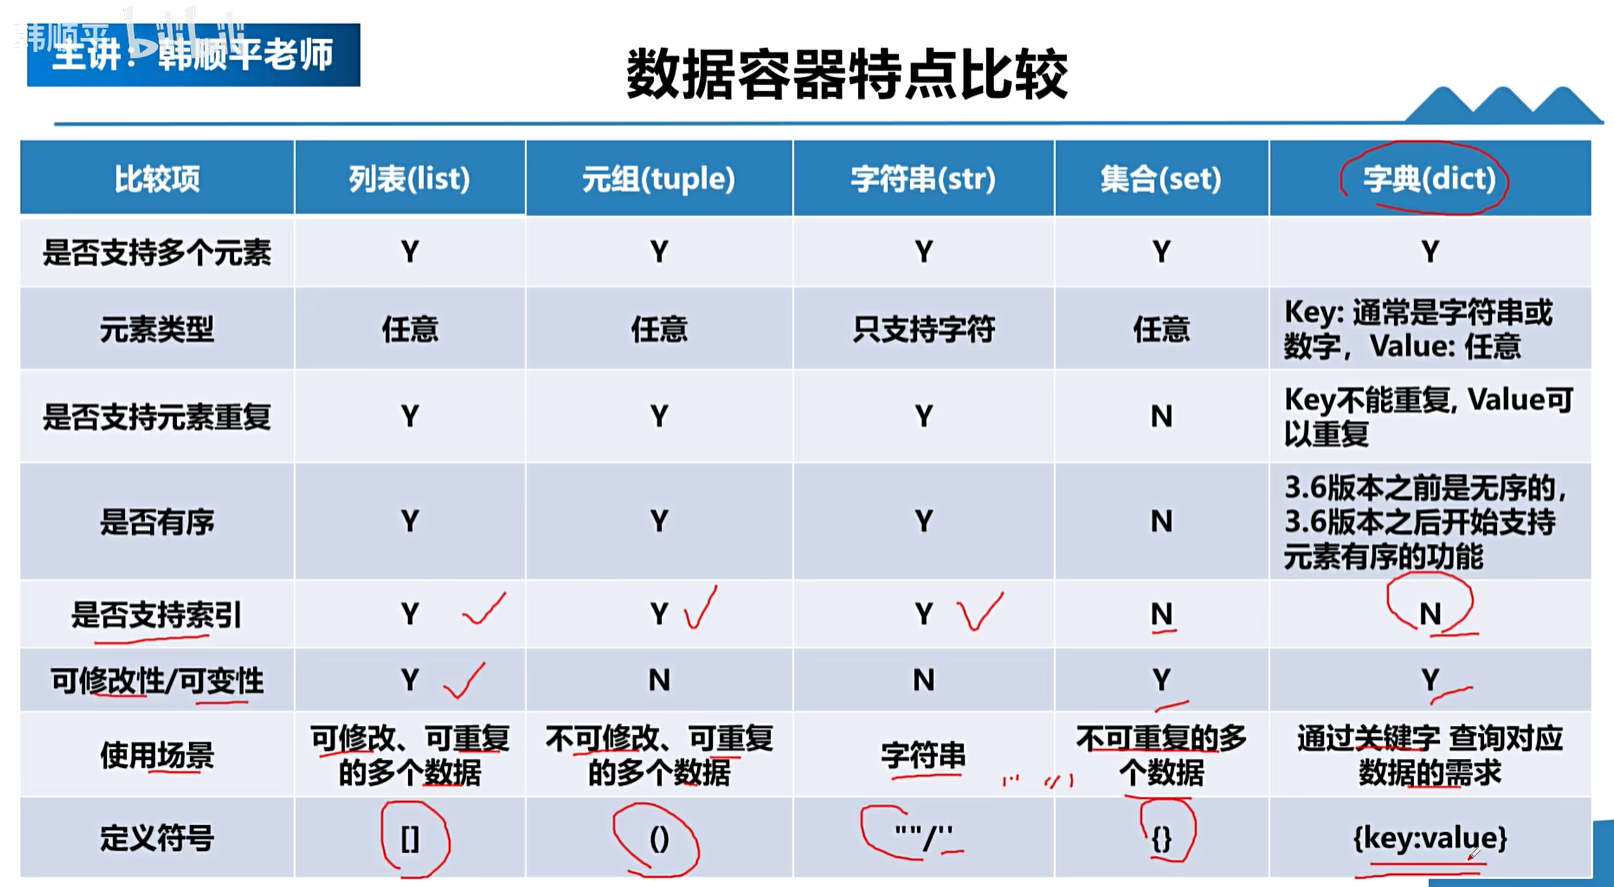 韩顺平 bilibili
主讲：韩顺平老师
数据容器特点比较
比较项 列表(list) 元组(tuple) 字符串(str) 集合(set) 字典(dict)
是否支持多个元素 Y Y Y Y Y
元素类型 任意 任意 只支持字符 任意 Key: 通常是字符串或
数字，Value: 任意
是否支持元素重复 Y Y Y N Key不能重复, Value可
以重复
是否有序 Y Y Y N 3.6版本之前是无序的，
3.6版本之后开始支持
元素有序的功能
是否支持索引 Y Y Y N N
可修改性/可变性 Y N N Y Y
使用场景 可修改、可重复 不可修改、可重复 字符串 不可重复的多 通过关键字 查询对应
的多个数据 的多个数据 个数据 数据的需求
定义符号 [] () ""/'' {} {key:value}